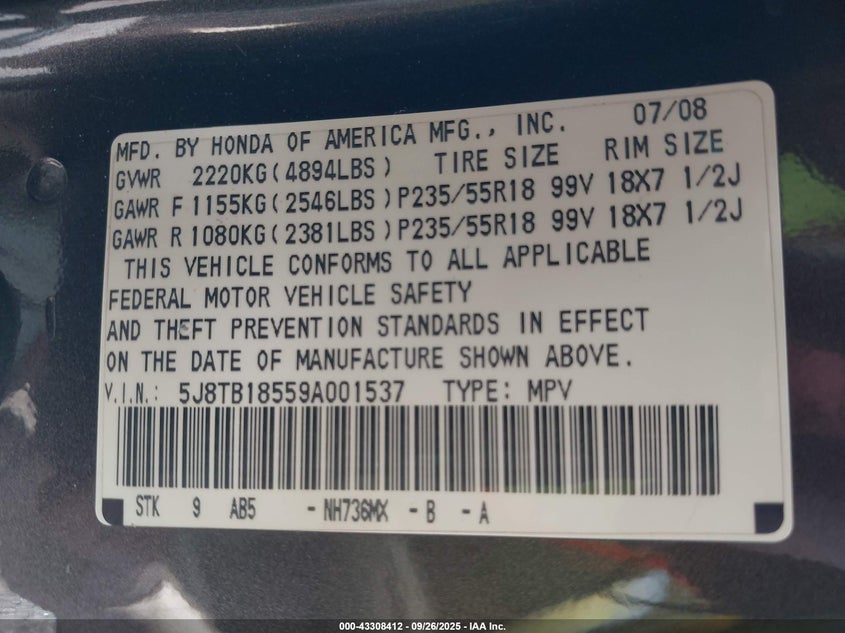 07/08
MFD. BY HONDA OF AMERICA MFG., INC.
GVWR 2220KG(4894LBS) TIRE SIZE RIM SIZE
GAWR F 1155KG(2546LBS)P235/55R18 99V 18X7 1/2J
GAWR R 1080KG(2381LBS)P235/55R18 99V 18X7 1/2J
THIS VEHICLE CONFORMS TO ALL APPLICABLE
FEDERAL MOTOR VEHICLE SAFETY
AND THEFT PREVENTION STANDARDS IN EFFECT
ON THE DATE OF MANUFACTURE SHOWN ABOVE.
V.I.N.: 5J8TB18559A001537 TYPE: MPV
STK 9 AB5 -NH736MX -B -A
000-43308412 - 09/26/2025 - IAA Inc.